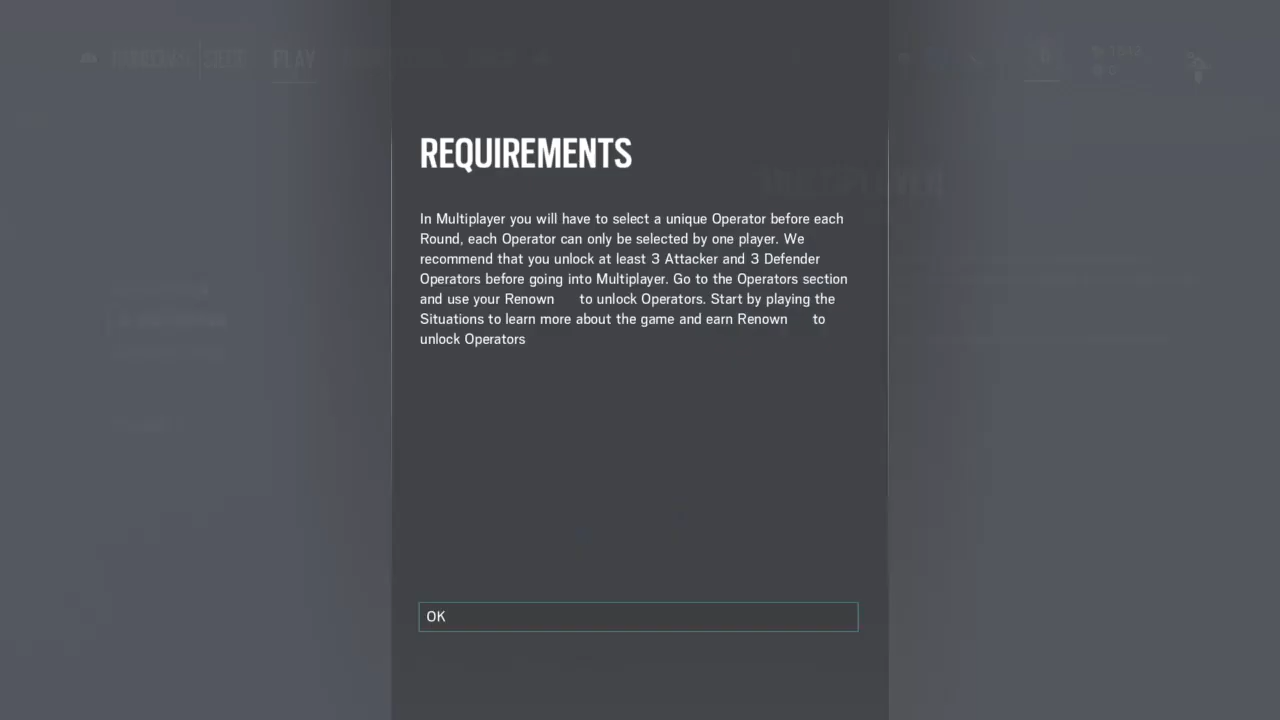 PLAY
REQUIREMENTS
MULTIPLAYER
In Multiplayer you will have to select a unique Operator before each
Round, each Operator can only be selected by one player. We
recommend that you unlock at least 3 Attacker and 3 Defender
Operators before going into Multiplayer. Go to the Operators section
and use your Renown to unlock Operators. Start by playing the
Situations to learn more about the game and earn Renown to
unlock Operators
OK